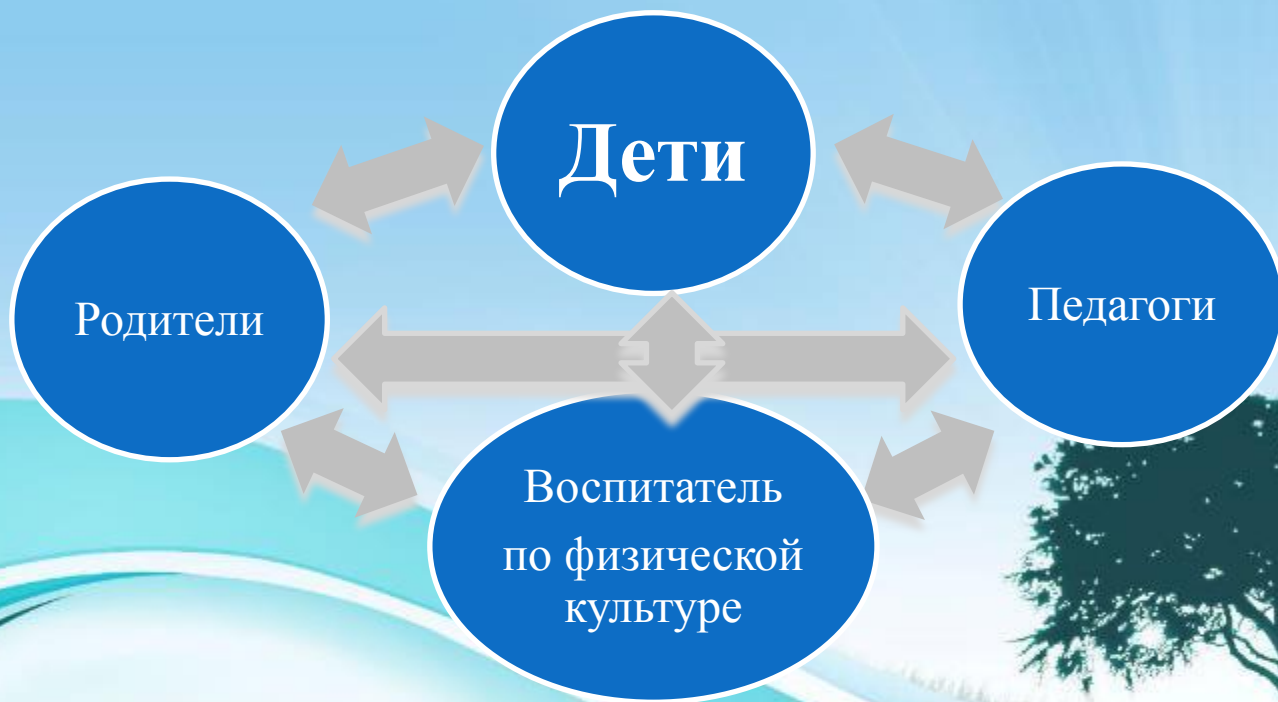 Дети
Родители
Педагоги
Воспитатель
по физической
культуре